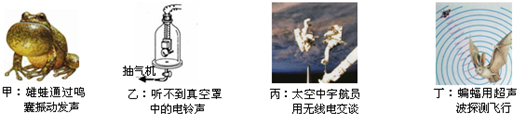 抽气机
甲：雄蛙通过鸣
囊振动发声
乙：听不到真空罩
中的电铃声
丙：太空中宇航员
用无线电交谈
丁：蝙蝠用超声
波探测飞行